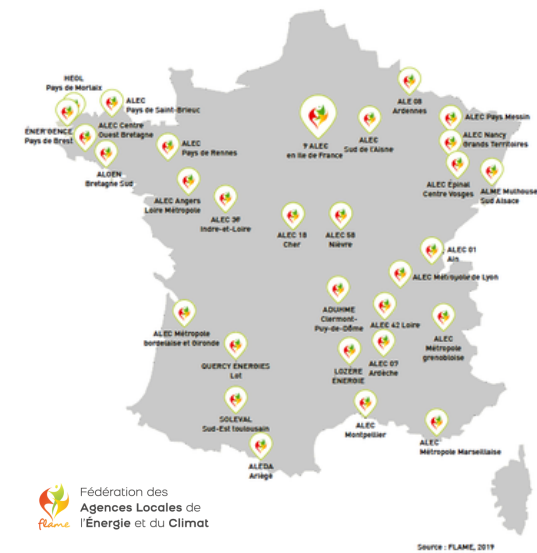 HEOL
Pays de Morlaix
ALEC
Pays de Saint-Brieuc
ENER'GENCE
Pays de Brest
ALEC Centre
Ouest Bretagne
ALOEN
Bretagne Sud
ALEC
Pays de Rennes
ALEC Angers
Loire Métropole
ALEC 37
Indre-et-Loire
7 ALEC
en Ile de France
ALEC
Sud de l'Aisne
ALE 08
Ardennes
ALEC Pays Messin
ALEC Nancy
Grands Territoires
ALEC Epinal
Centre Vosges
ALME Mulhouse
Sud Alsace
ALEC 18
Cher
ALEC 58
Nièvre
ALEC 01
Ain
ALEC Métropole de Lyon
ADUHME
Clermont-
Puy-de-Dôme
ALEC 42 Loire
ALEC
Métropole
grenobloise
ALEC Métropole
bordelaise et Gironde
QUERCY ENERGIES
Lot
LOZÈRE
ÉNERGIE
ALEC 07
Ardèche
SOLEVAL
Sud-Est toulousain
ALEC
Montpellier
ALEC
Métropole Marseillaise
ALEDA
Ariège
flame
Fédération des
Agences Locales de
l'Énergie et du Climat
Source : FLAME, 2019